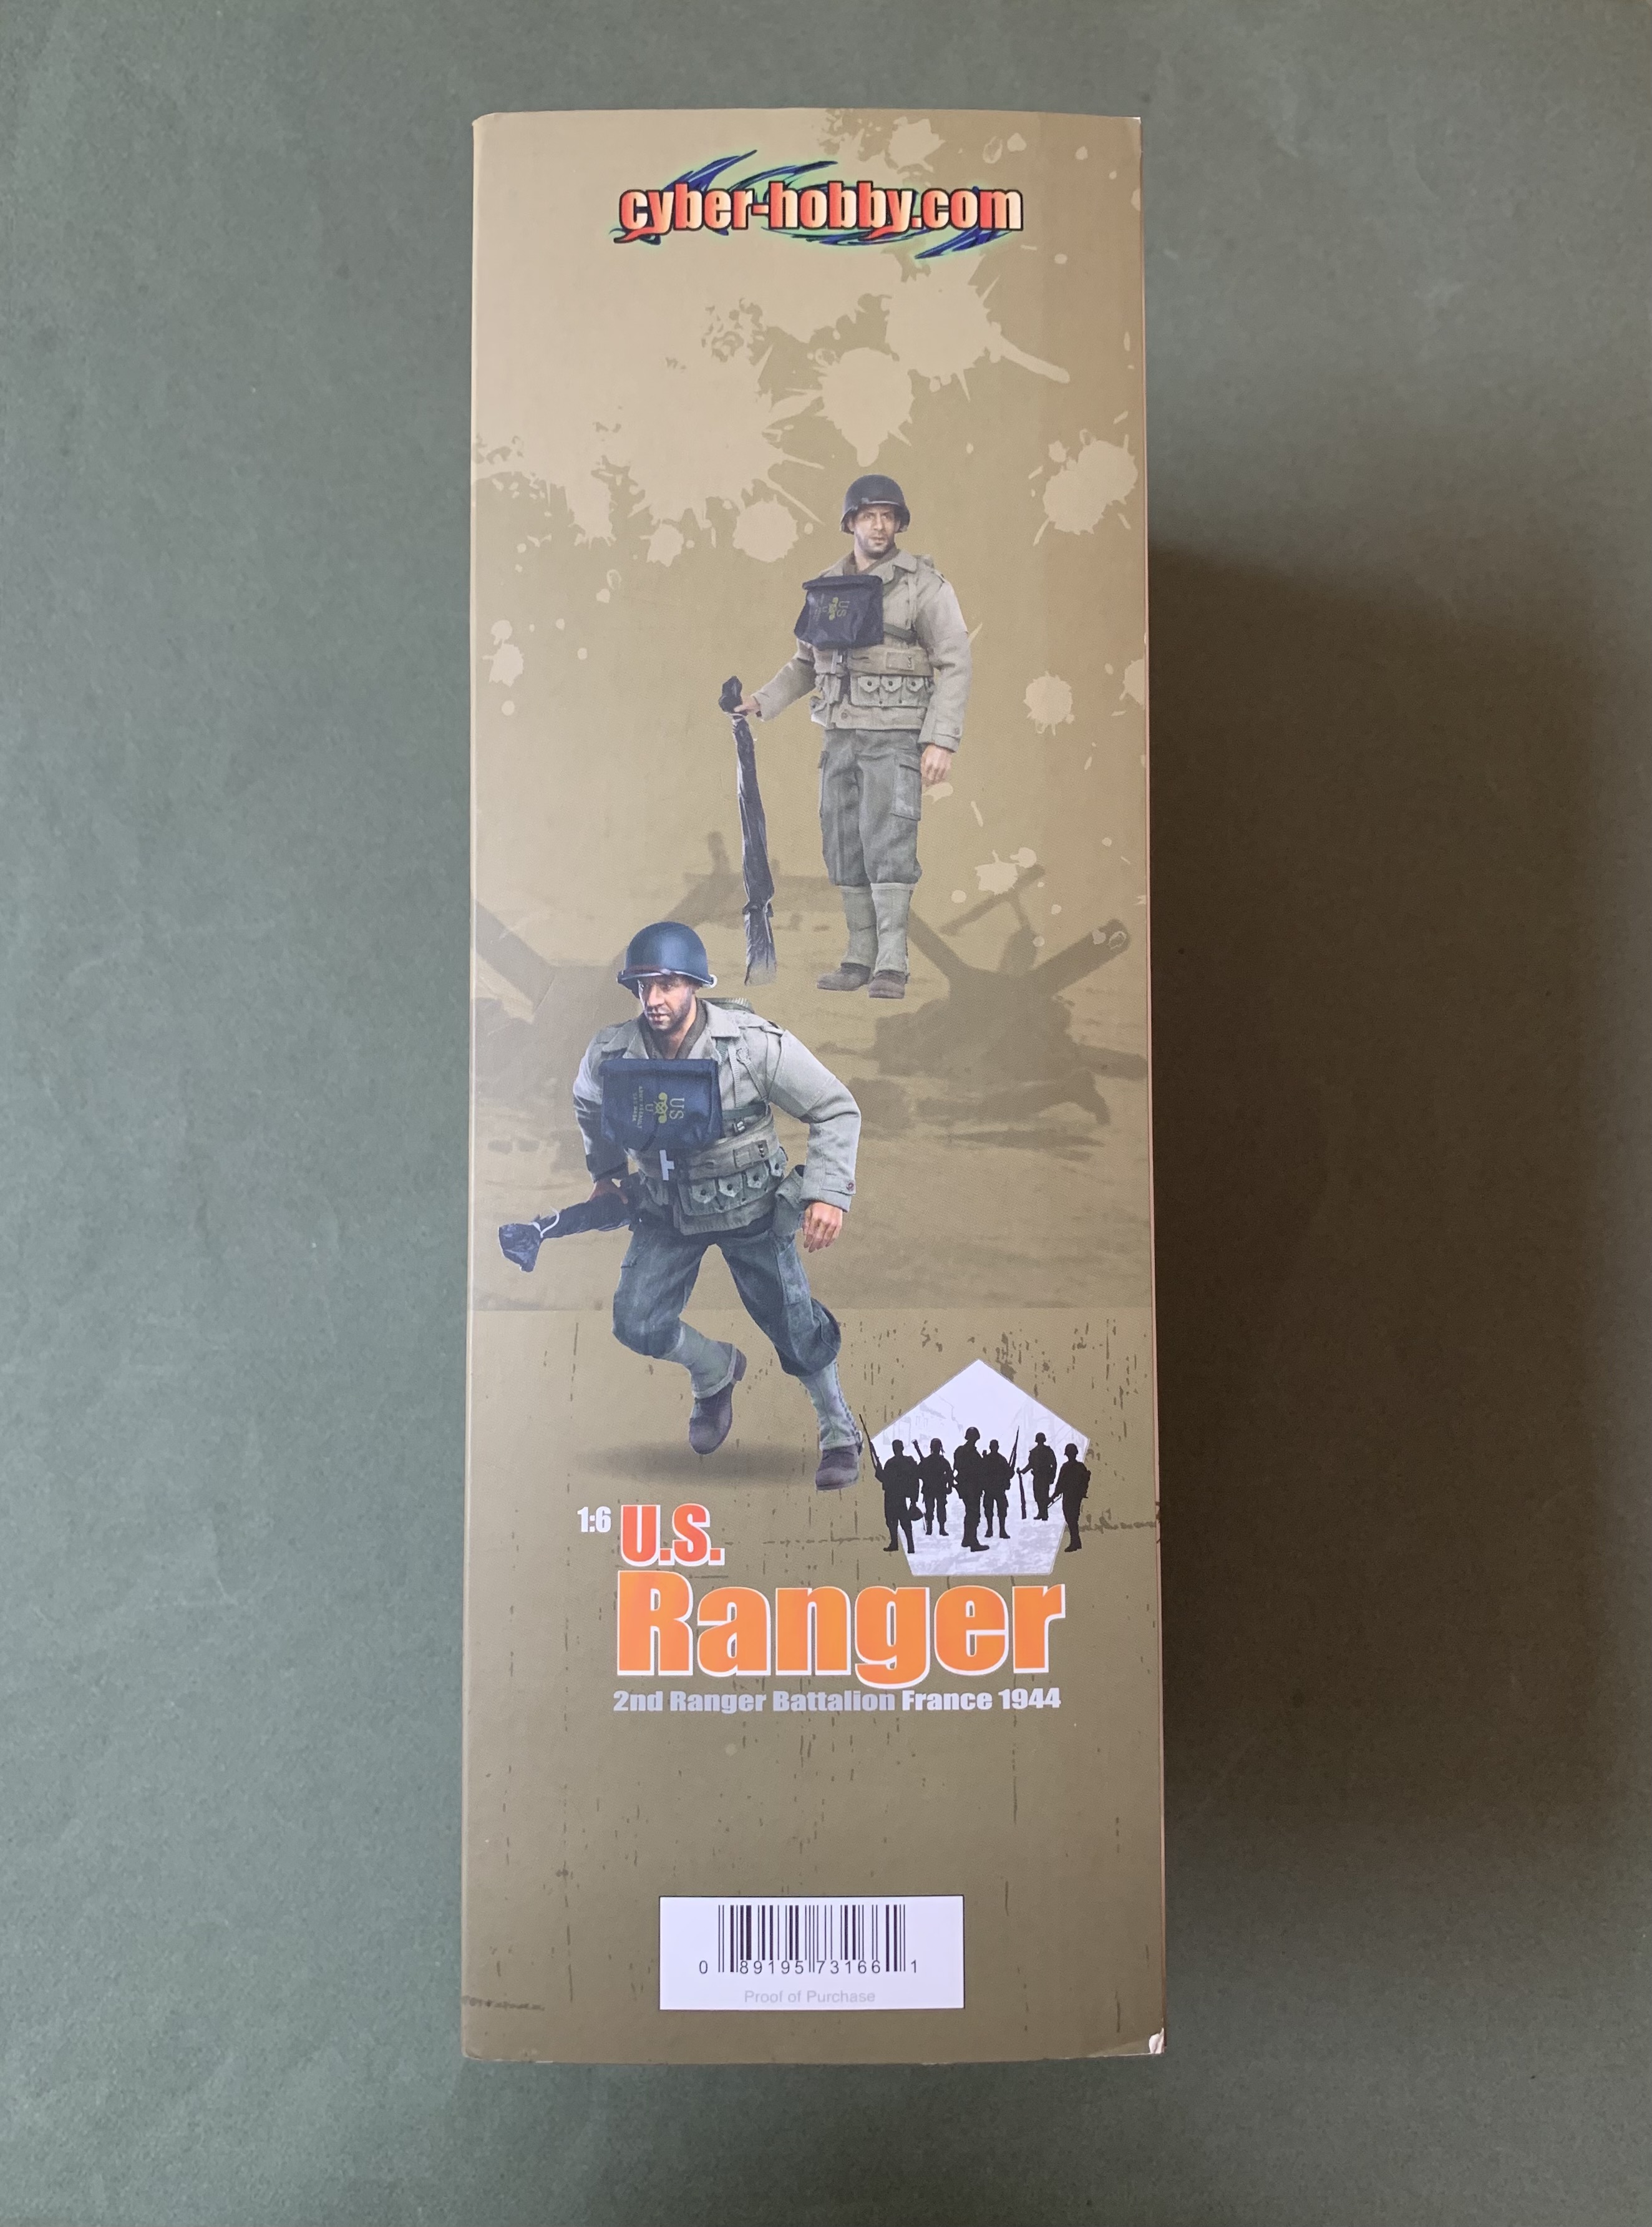 cyber-hobby.com
US
US
1:6 U.S.
Ranger
2nd Ranger Battalion France 1944
0 89195 73166 1
Proof of Purchase